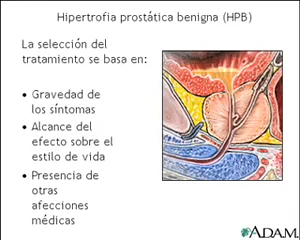 Hipertrofia prostática benigna (HPB)
La selección del
tratamiento se basa en:
• Gravedad de
los síntomas
• Alcance del
efecto sobre el
estilo de vida
• Presencia de
otras
afecciones
médicas
ADAM.